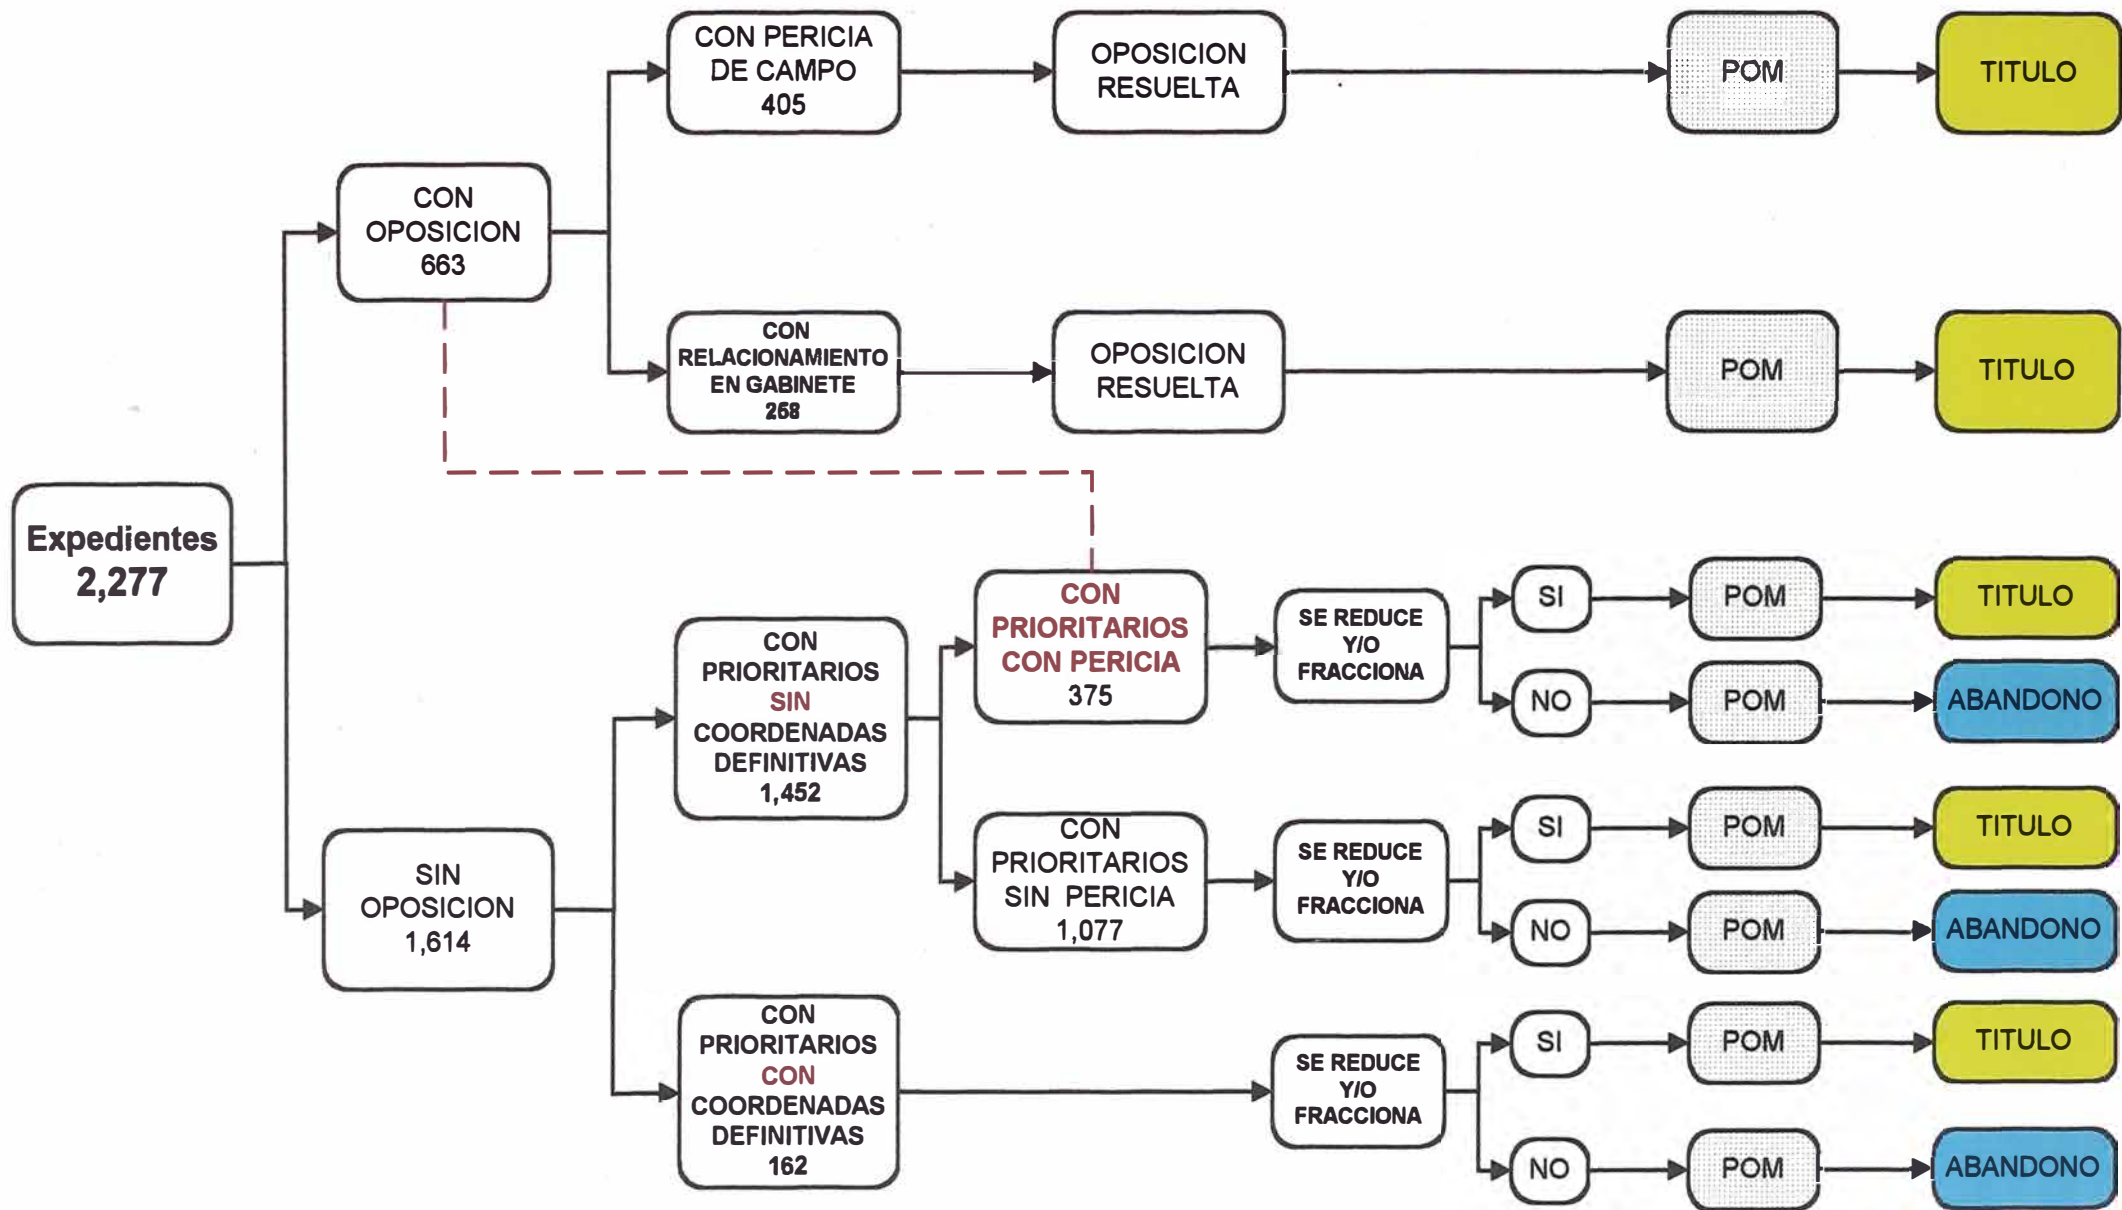 CON PERICIA
DE CAMPO
405
OPOSICION
RESUELTA
POM
TITULO
CON
OPOSICION
663
CON
RELACIONAMIENTO
EN GABINETE
258
OPOSICION
RESUELTA
POM
TITULO
Expedientes
2,277
CON
PRIORITARIOS
SIN
COORDENADAS
DEFINITIVAS
1,452
CON
PRIORITARIOS
CON PERICIA
375
SE REDUCE
Y/O
FRACCIONA
SI
POM
TITULO
NO
POM
ABANDONO
CON
PRIORITARIOS
SIN PERICIA
1,077
SE REDUCE
Y/O
FRACCIONA
SI
POM
TITULO
NO
POM
ABANDONO
SIN
OPOSICION
1,614
CON
PRIORITARIOS
CON
COORDENADAS
DEFINITIVAS
162
SE REDUCE
Y/O
FRACCIONA
SI
POM
TITULO
NO
POM
ABANDONO